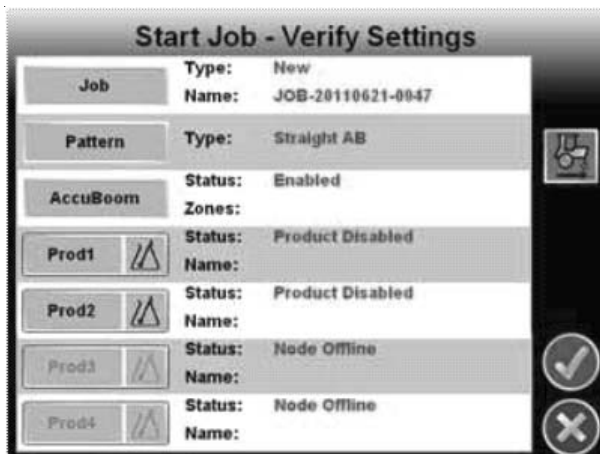 Start Job - Verify Settings
Job
Type: New
Name: JOB-20110621-0047
Pattern
Type: Straight AB
AccuBoom
Status: Enabled
Zones:
Prod1
Status: Product Disabled
Name:
Prod2
Status: Product Disabled
Name:
Prod3
Status: Node Offline
Name:
Prod4
Status: Node Offline
Name: